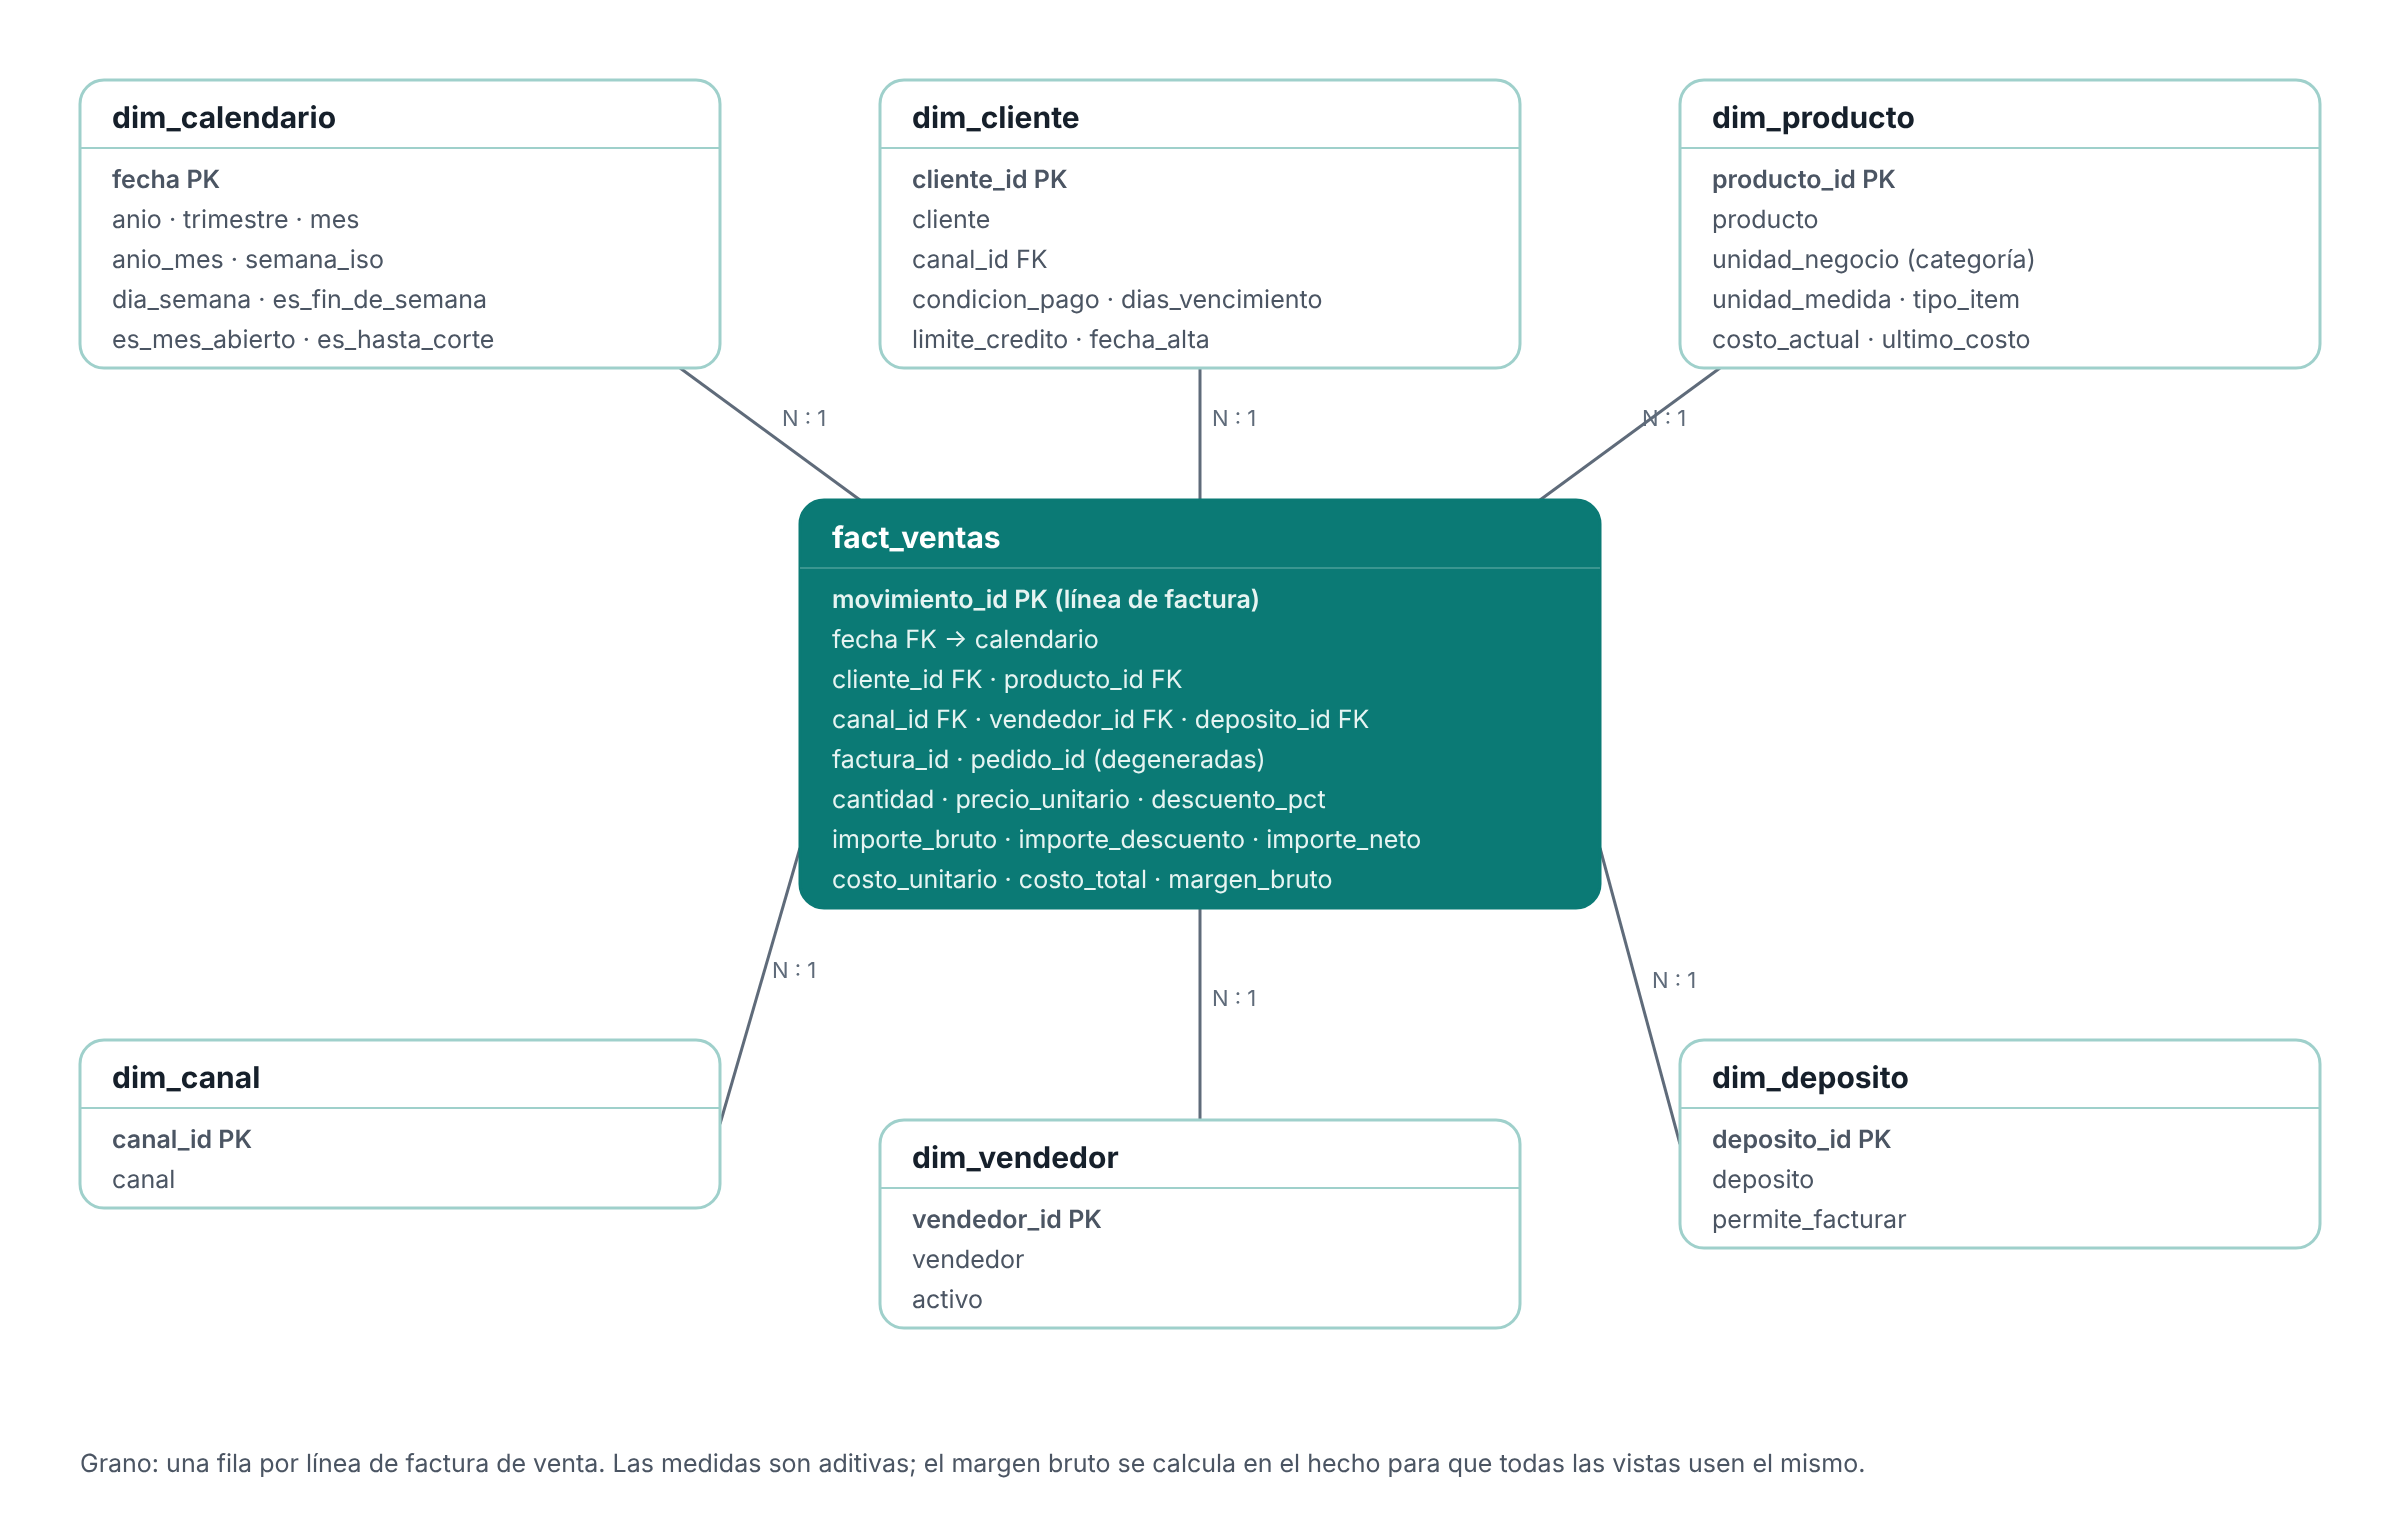 dim_calendario
fecha PK
anio · trimestre · mes
anio_mes · semana_iso
dia_semana · es_fin_de_semana
es_mes_abierto · es_hasta_corte
dim_cliente
cliente_id PK
cliente
canal_id FK
condicion_pago · dias_vencimiento
limite_credito · fecha_alta
dim_producto
producto_id PK
producto
unidad_negocio (categoría)
unidad_medida · tipo_item
costo_actual · ultimo_costo
N : 1
N : 1
N : 1
fact_ventas
movimiento_id PK (línea de factura)
fecha FK → calendario
cliente_id FK · producto_id FK
canal_id FK · vendedor_id FK · deposito_id FK
factura_id · pedido_id (degeneradas)
cantidad · precio_unitario · descuento_pct
importe_bruto · importe_descuento · importe_neto
costo_unitario · costo_total · margen_bruto
N : 1
N : 1
N : 1
dim_canal
canal_id PK
canal
dim_vendedor
vendedor_id PK
vendedor
activo
dim_deposito
deposito_id PK
deposito
permite_facturar
Grano: una fila por línea de factura de venta. Las medidas son aditivas; el margen bruto se calcula en el hecho para que todas las vistas usen el mismo.